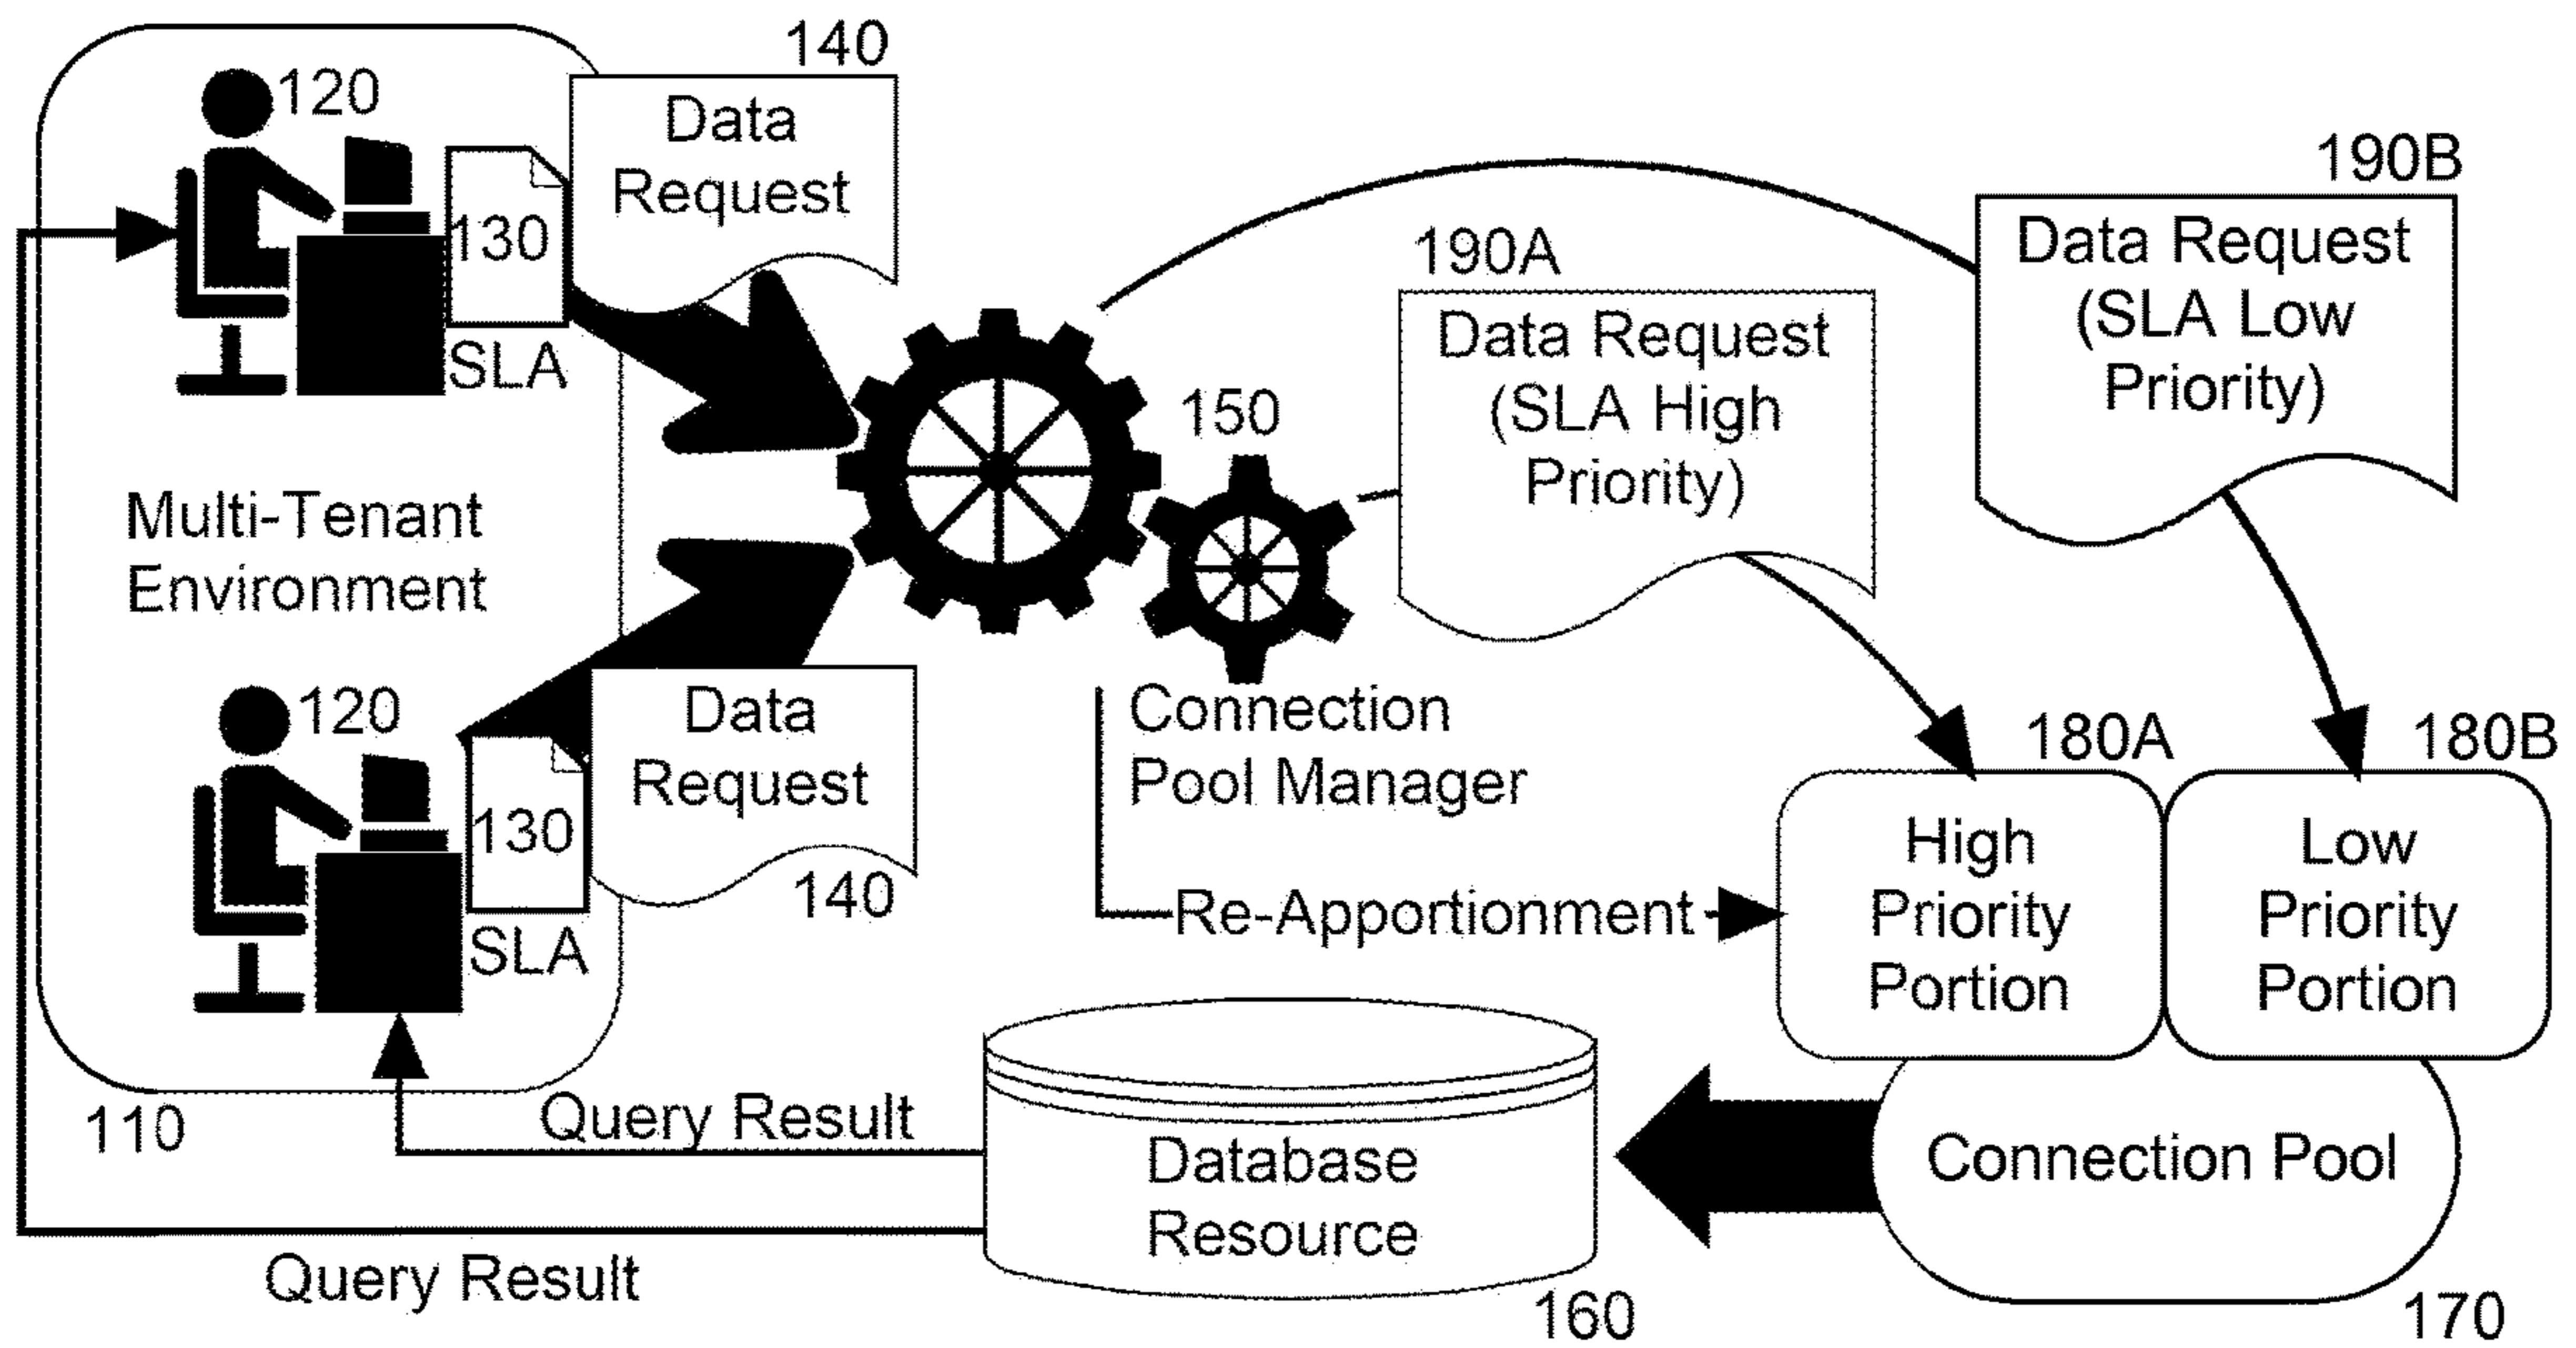 140
120
Data
Request
130
SLA
190B
Data Request
(SLA Low
Priority)
190A
Data Request
(SLA High
Priority)
150
Multi-Tenant
Environment
120
Data
Request
130
SLA
140
Connection
Pool Manager
Re-Apportionment
180A
180B
High
Priority
Portion
Low
Priority
Portion
110
Query Result
Query Result
Database
Resource
160
Connection Pool
170